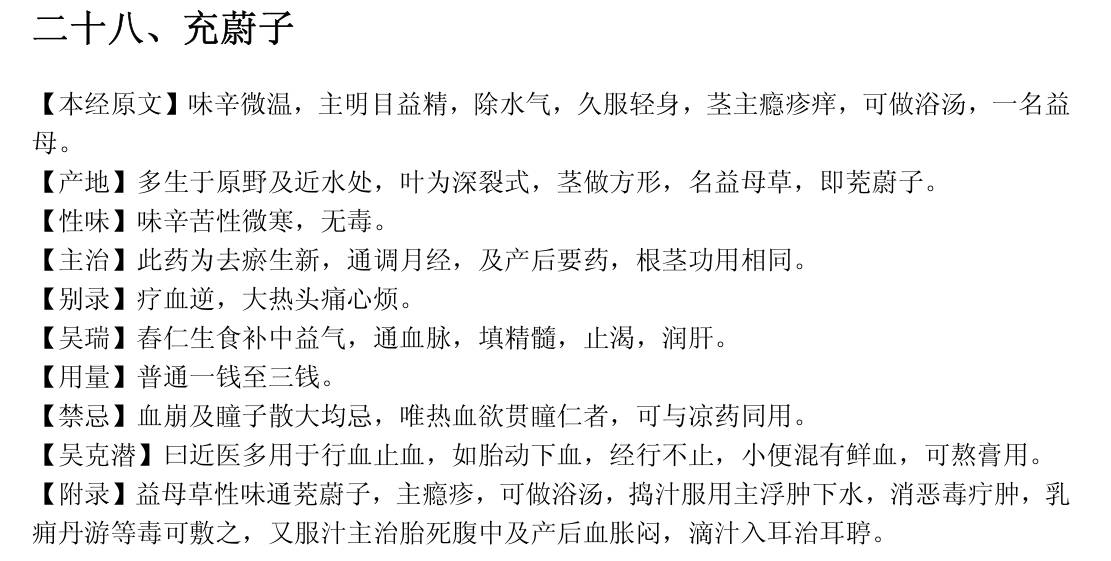 二十八、充蔚子
【本经原文】味辛微温，主明目益精，除水气，久服轻身，茎主瘾疹痒，可做浴汤，一名益
母。
【产地】多生于原野及近水处，叶为深裂式，茎做方形，名益母草，即茺蔚子。
【性味】味辛苦性微寒，无毒。
【主治】此药为去瘀生新，通调月经，及产后要药，根茎功用相同。
【别录】疗血逆，大热头痛心烦。
【吴瑞】舂仁生食补中益气，通血脉，填精髓，止渴，润肝。
【用量】普通一钱至三钱。
【禁忌】血崩及瞳子散大均忌，唯热血欲贯瞳仁者，可与凉药同用。
【吴克潜】曰近医多用于行血止血，如胎动下血，经行不止，小便混有鲜血，可熬膏用。
【附录】益母草性味通茺蔚子，主瘾疹，可做浴汤，捣汁服用主浮肿下水，消恶毒疔肿，乳
痈丹游等毒可敷之，又服汁主治胎死腹中及产后血胀闷，滴汁入耳治耳聤。